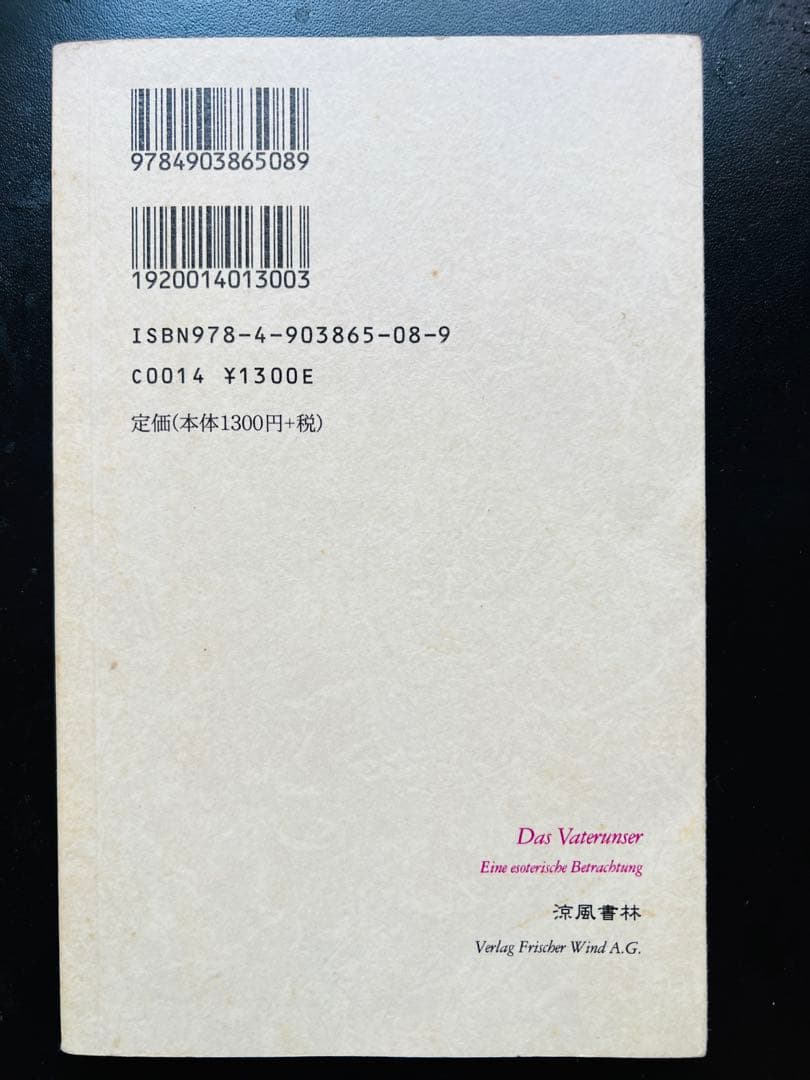 9784903865089
1920014013003
ISBN978-4-903865-08-9
C0014 ¥1300E
定価(本体1300円+税)
Das Vaterunser
Eine esoterische Betrachtung
涼風書林
Verlag Frischer Wind A.G.